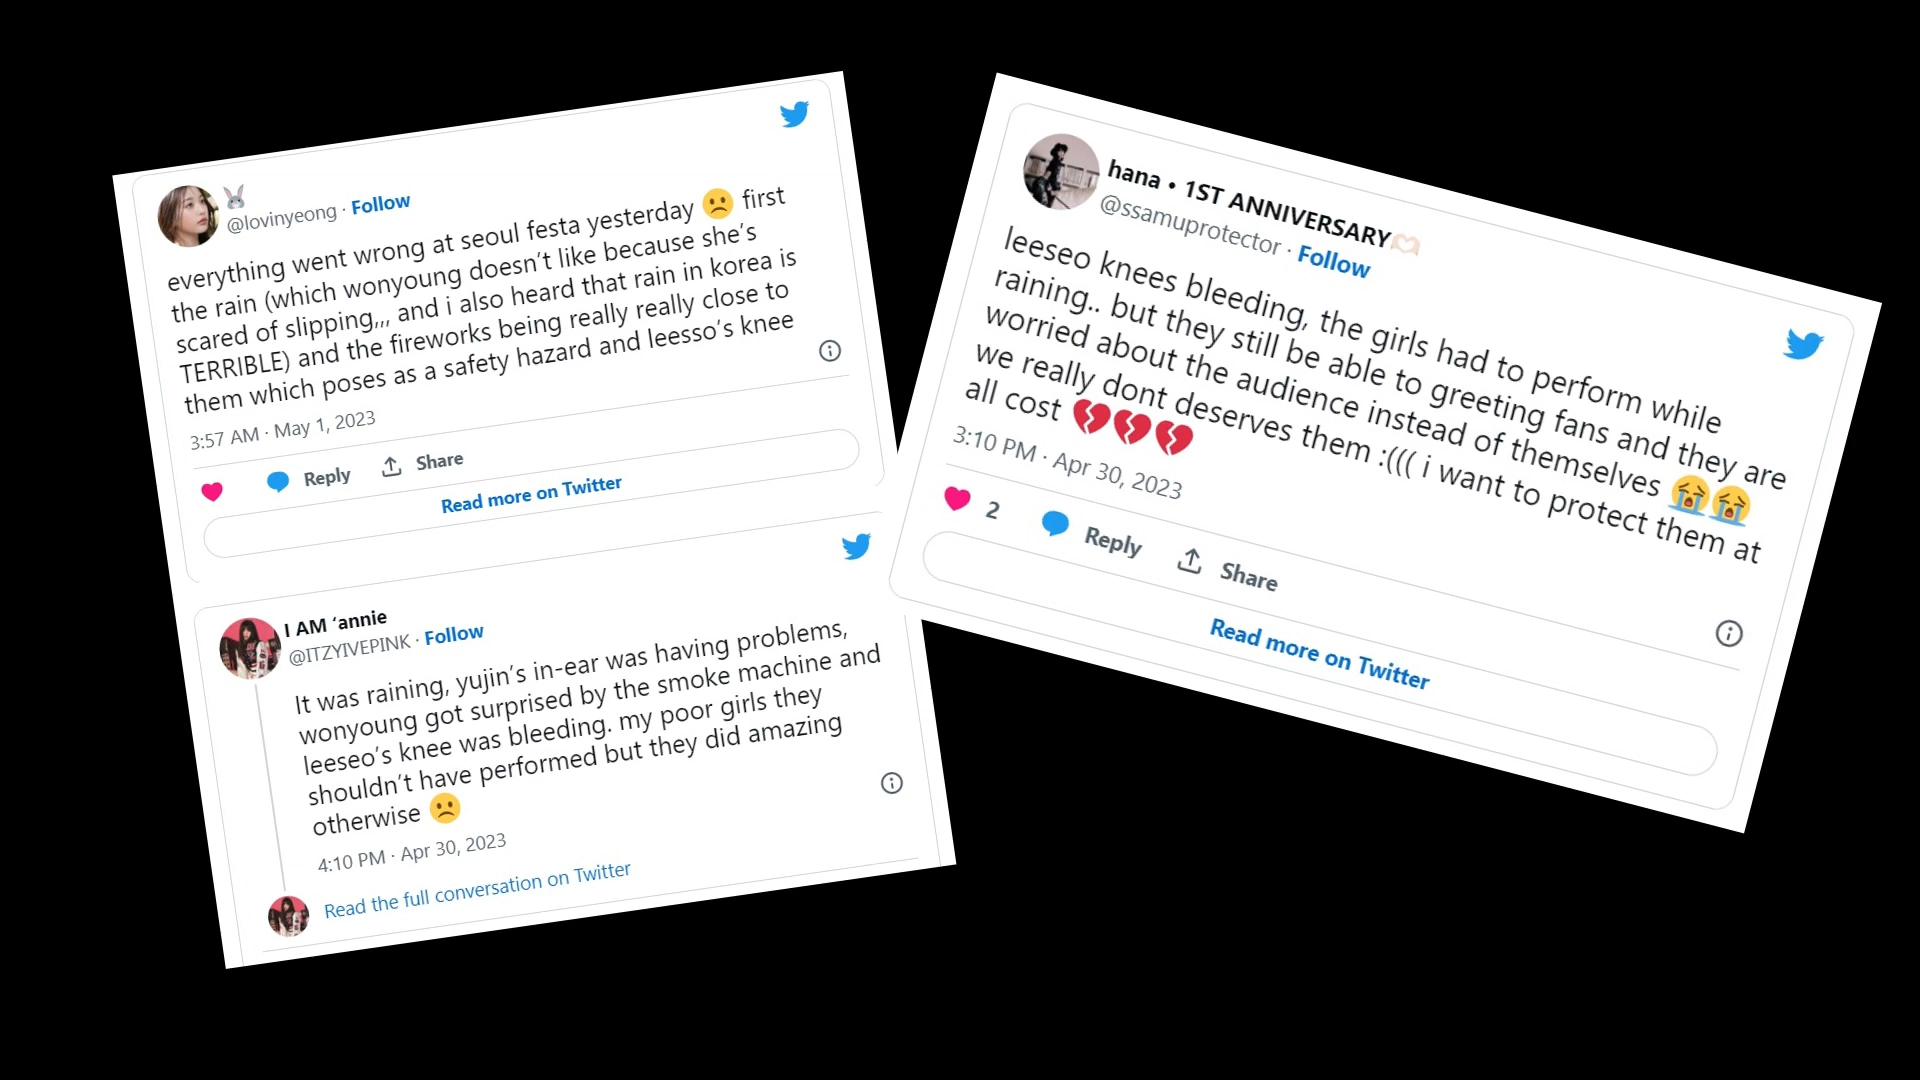 🐰
@lovinyeong · Follow
everything went wrong at seoul festa yesterday 🙁 first
the rain (which wonyoung doesn't like because she's
scared of slipping,,, and i also heard that rain in korea is
TERRIBLE) and the fireworks being really really close to
them which poses as a safety hazard and leesso's knee
3:57 AM · May 1, 2023
Reply Share
Read more on Twitter
I AM ‘annie
@ITZYIVEPINK · Follow
It was raining, yujin's in-ear was having problems,
wonyoung got surprised by the smoke machine and
leeseo's knee was bleeding. my poor girls they
shouldn't have performed but they did amazing
otherwise 🙁
4:10 PM · Apr 30, 2023
Read the full conversation on Twitter
hana • 1ST ANNIVERSARY🫶🏻
@ssamuprotector · Follow
leeseo knees bleeding, the girls had to perform while
raining.. but they still be able to greeting fans and they are
worried about the audience instead of themselves 😭😭
we really dont deserves them :((( i want to protect them at
all cost 💔💔💔
3:10 PM · Apr 30, 2023
2 Reply Share
Read more on Twitter